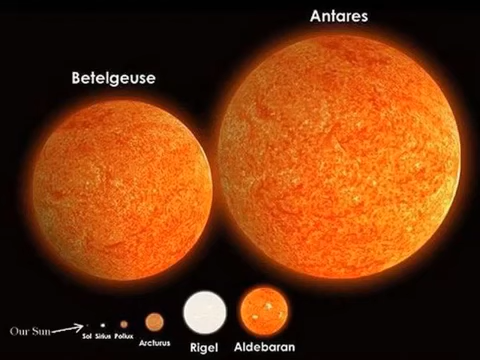 Antares
Betelgeuse
Our Sun
Sol Sirius Pollux
Arcturus
Rigel
Aldebaran